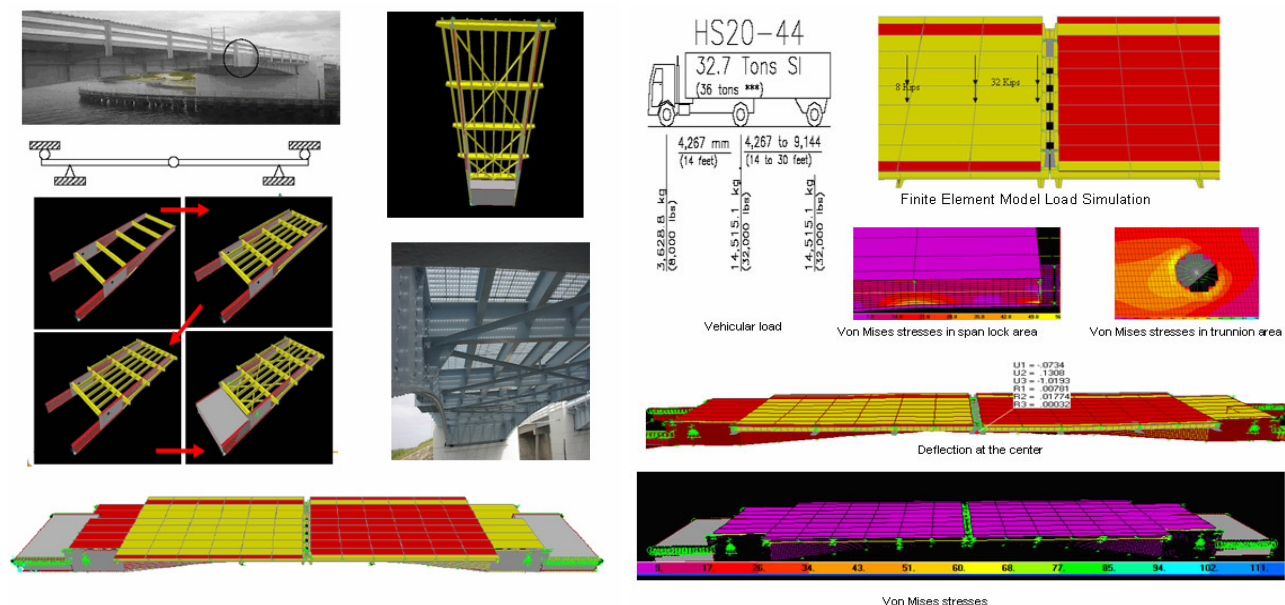 HS20-44
32.7 Tons SI
(36 tons ***)
4,267 mm
(14 feet)
4,267 to 9,144
(14 to 30 feet)
3,628.8 kg
(8,000 lbs)
14,515.1 kg
(32,000 lbs)
14,515.1 kg
(32,000 lbs)
Vehicular load
8 Kips
32 Kips
Finite Element Model Load Simulation
Von Mises stresses in span lock area
Von Mises stresses in trunnion area
U1 = -.0734
U2 = .1308
U3 = -1.0193
R1 = .00781
R2 = .01774
R3 = .00032
Deflection at the center
9. 17. 26. 34. 43. 51. 60. 68. 77. 85. 94. 102. 111.
Von Mises stresses